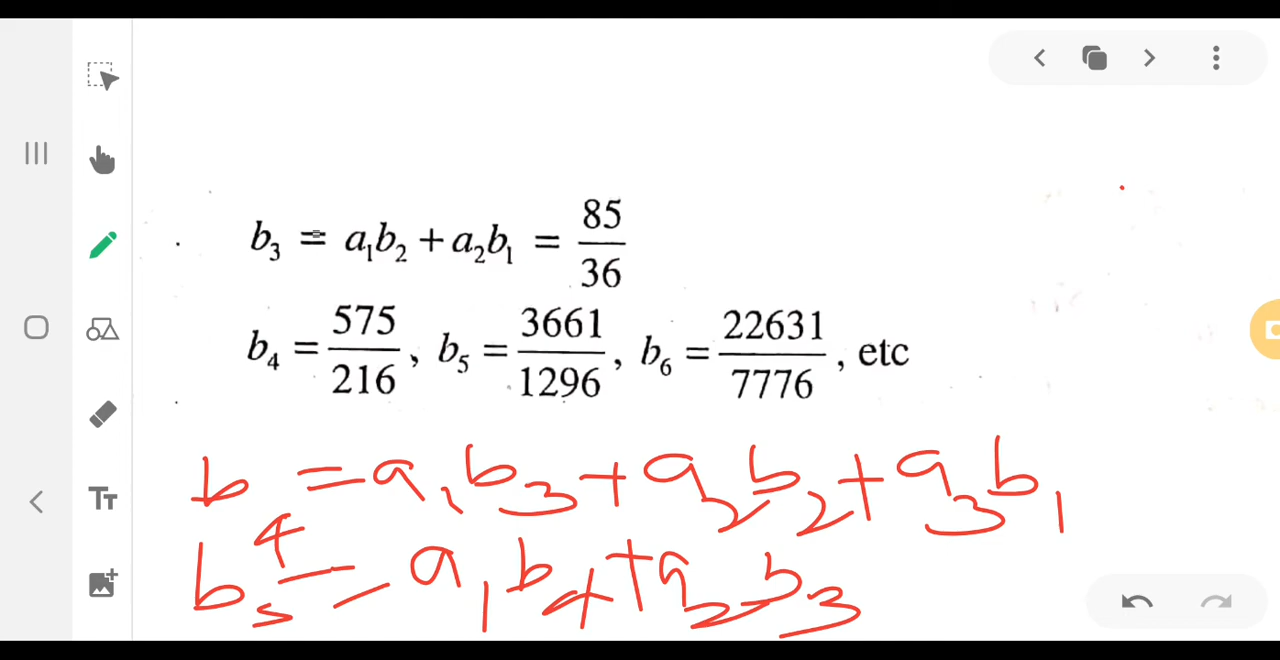 b₃ = a₁b₂ + a₂b₁ = 85/36
b₄ = 575/216 , b₅ = 3661/1296 , b₆ = 22631/7776 , etc
b₄ = a₁b₃ + a₂b₂ + a₃b₁
b₅ = a₁b₄ + a₂b₃
Tт